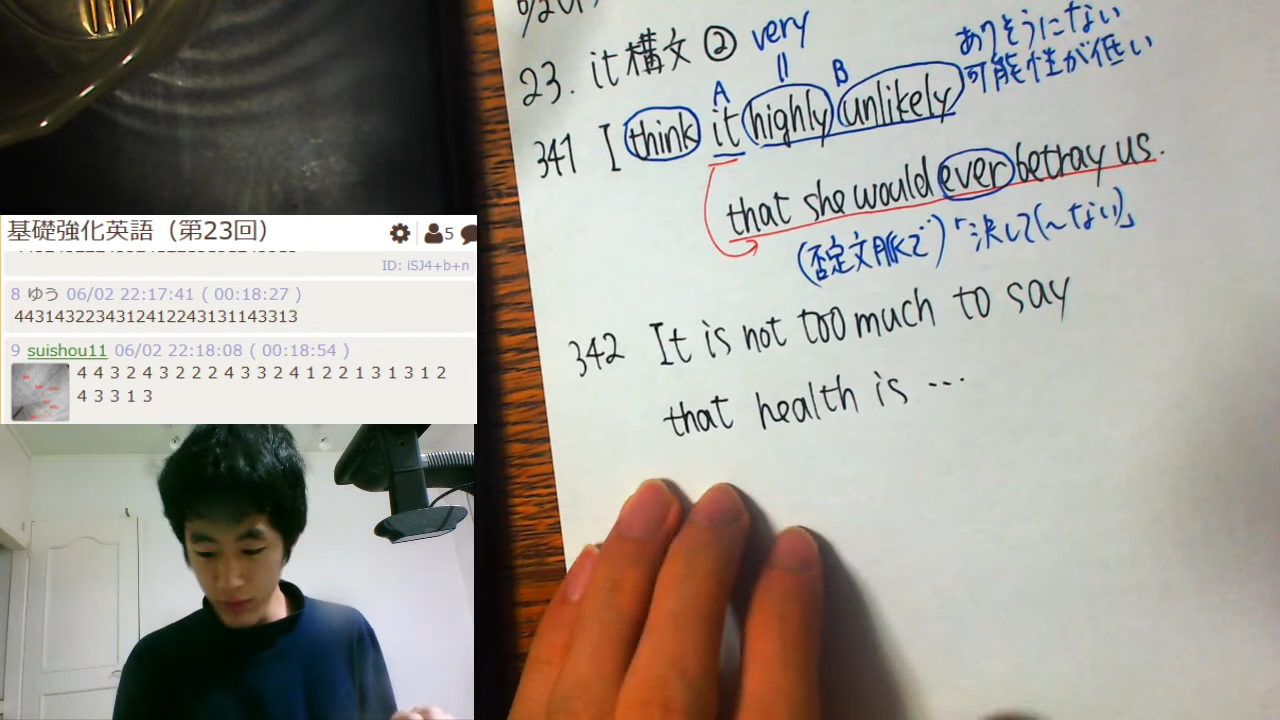 23. it構文 ②
very
ありそうにない
可能性が低い
A
B
341 I think it highly unlikely
that she would ever betray us.
(否定文脈で)「決して(〜ない)」
342 It is not too much to say
that health is ...
基礎強化英語（第23回）
5
ID: iSJ4+b+n
8 ゆう 06/02 22:17:41 ( 00:18:27 )
44314322343124122431311433​13
9 suishou11 06/02 22:18:08 ( 00:18:54 )
4 4 3 2 4 3 2 2 2 4 3 3 2 4 1 2 2 1 3 1 3 1 2
4 3 3 1 3